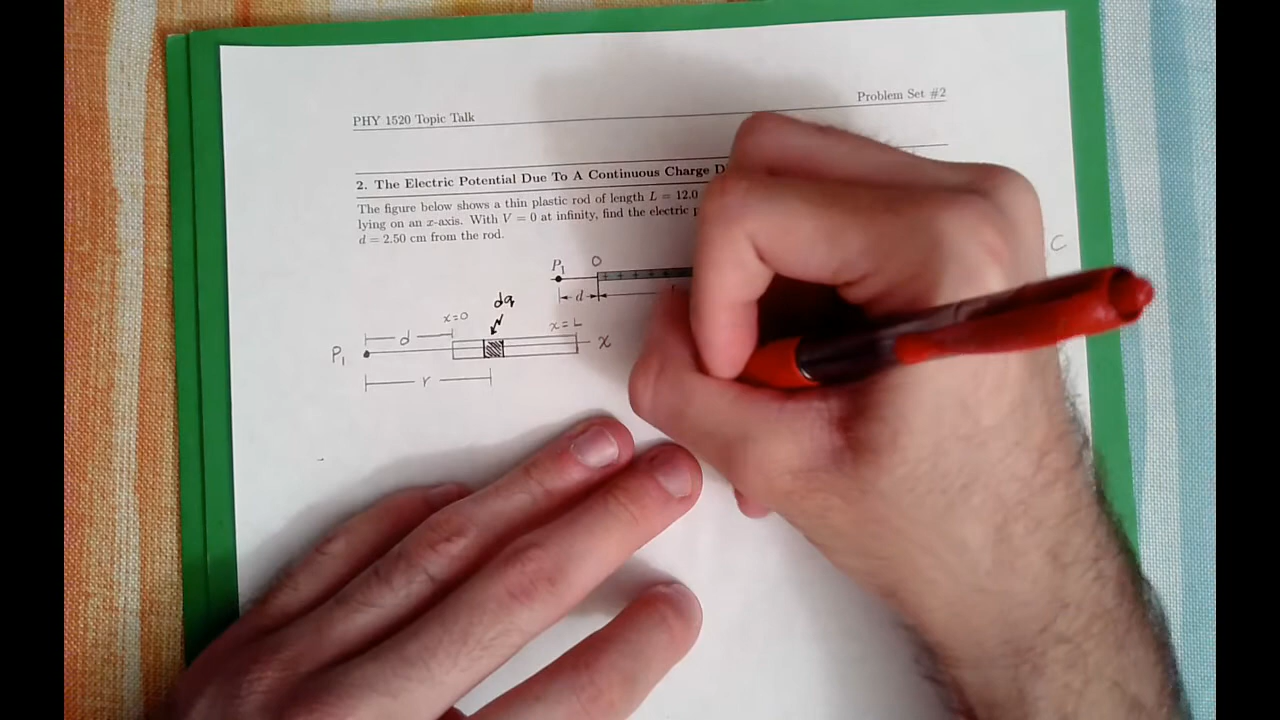 PHY 1520 Topic Talk
Problem Set #2
2. The Electric Potential Due To A Continuous Charge
The figure below shows a thin plastic rod of length L = 12.0
lying on an x-axis. With V = 0 at infinity, find the electric
d = 2.50 cm from the rod.
P₁ O
d
dq
x=0 x=L
d
P₁ x
r
C